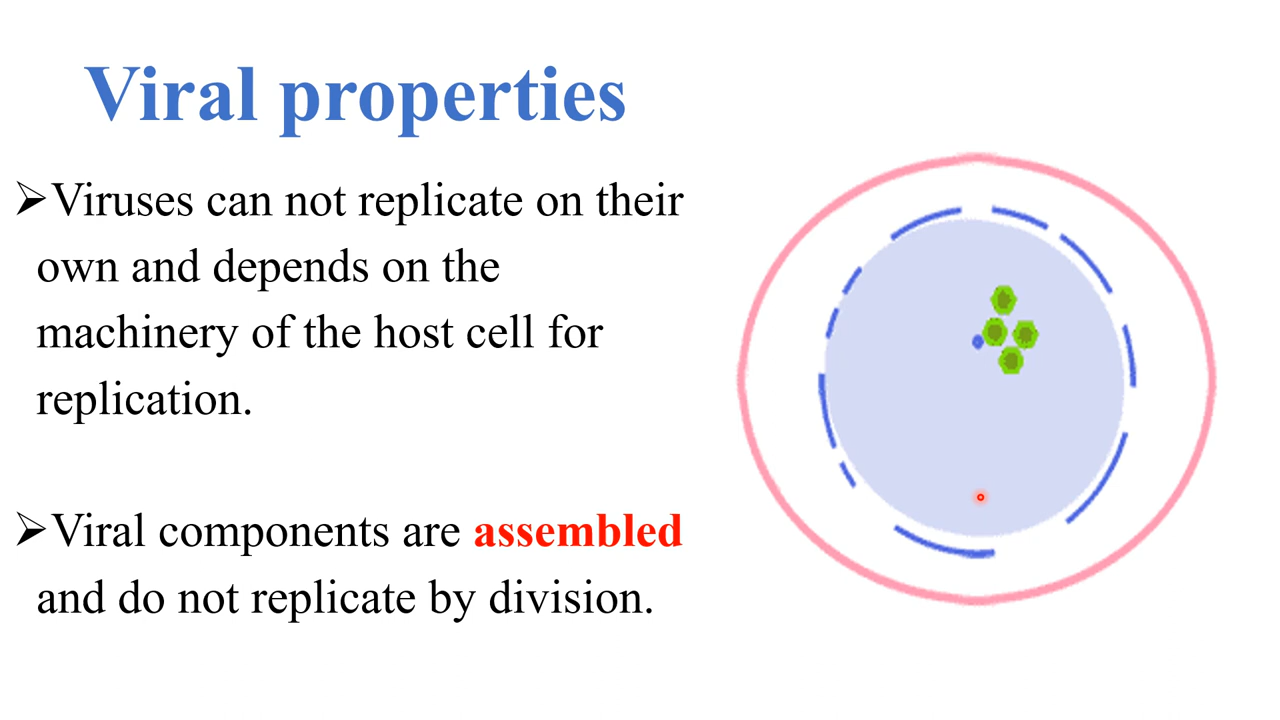 Viral properties
➢Viruses can not replicate on their
own and depends on the
machinery of the host cell for
replication.
➢Viral components are assembled
and do not replicate by division.